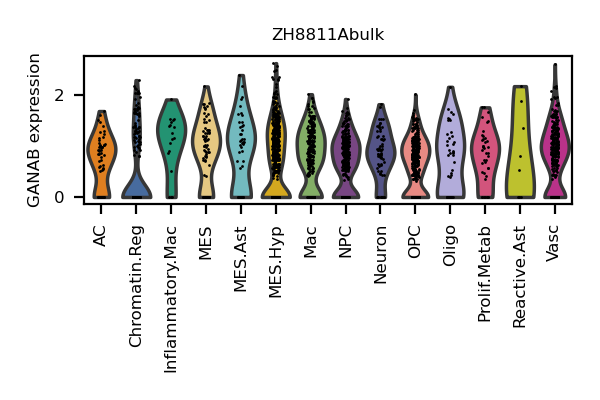 ZH8811Abulk
GANAB expression
2
0
AC
Chromatin.Reg
Inflammatory.Mac
MES
MES.Ast
MES.Hyp
Mac
NPC
Neuron
OPC
Oligo
Prolif.Metab
Reactive.Ast
Vasc